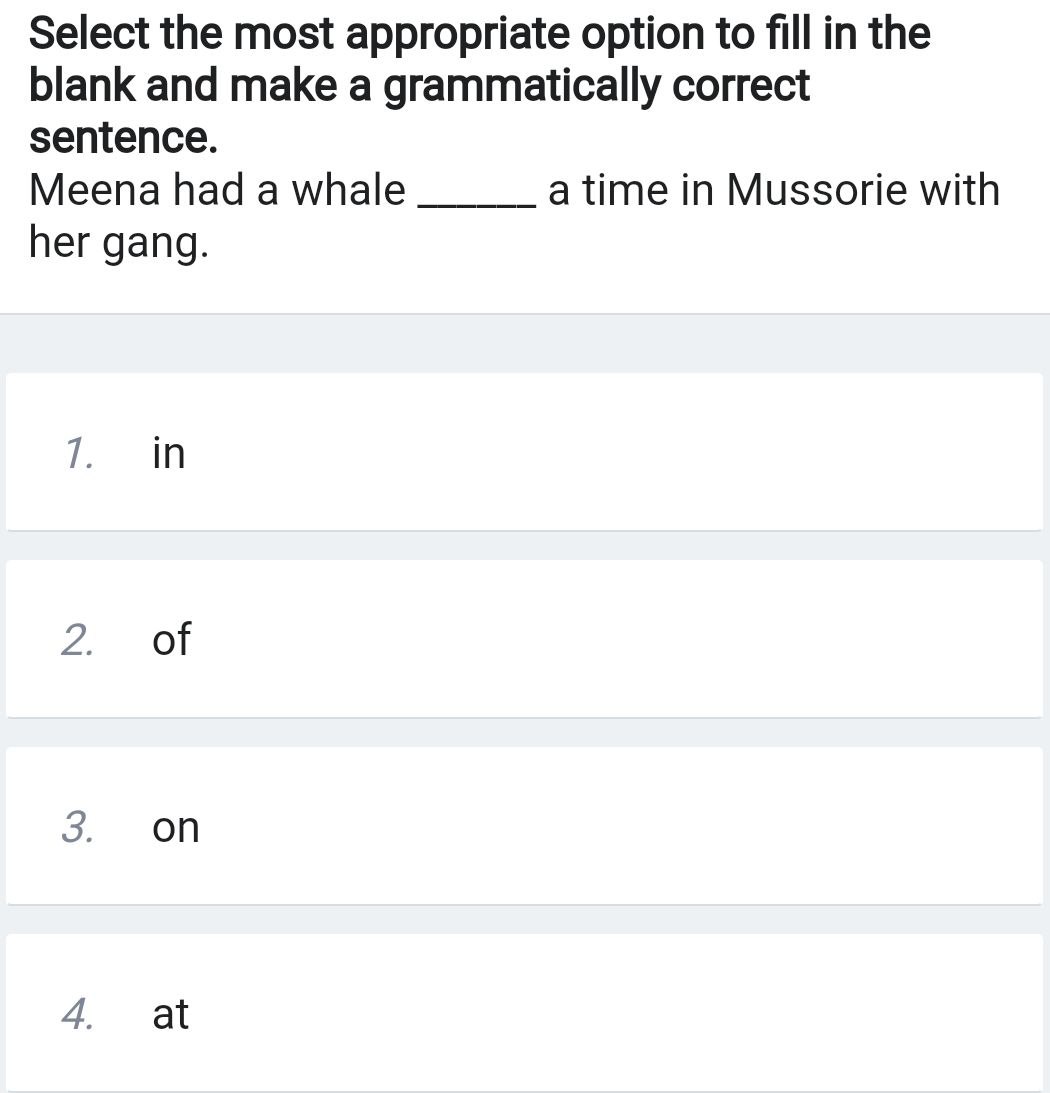 Select the most appropriate option to fill in the
blank and make a grammatically correct
sentence.
Meena had a whale ______ a time in Mussorie with
her gang.
1. in
2. of
3. on
4. at